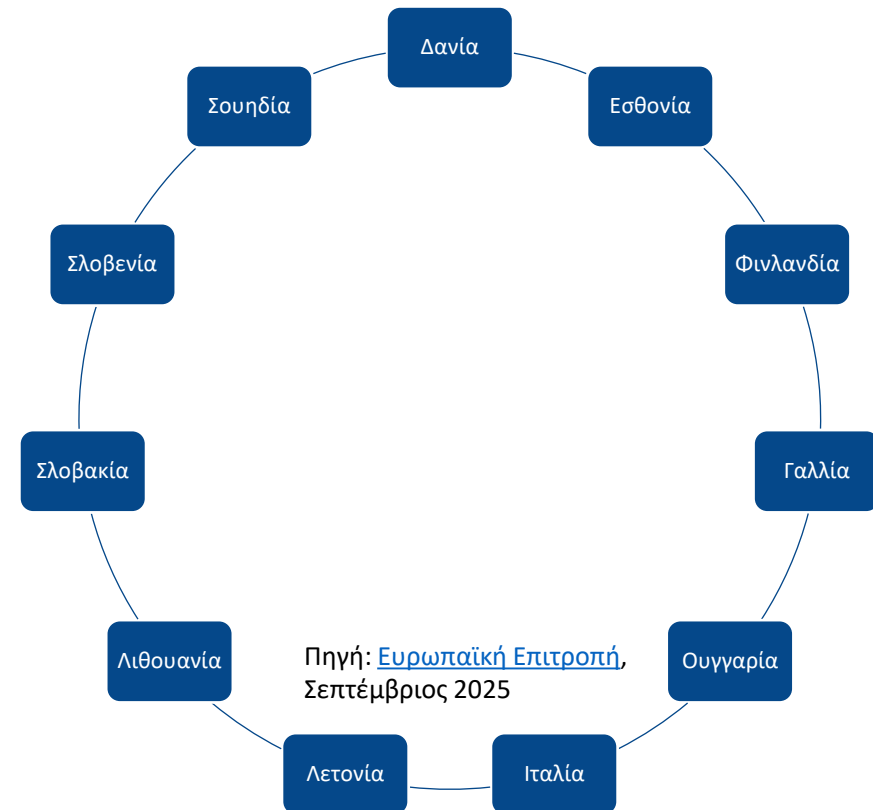 Δανία
Εσθονία
Φινλανδία
Γαλλία
Ουγγαρία
Ιταλία
Λετονία
Λιθουανία
Σλοβακία
Σλοβενία
Σουηδία
Πηγή: Ευρωπαϊκή Επιτροπή,
Σεπτέμβριος 2025